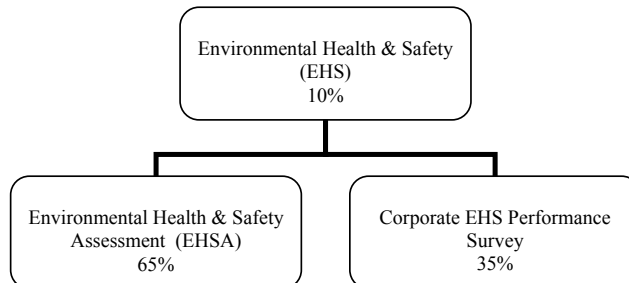 Environmental Health & Safety
(EHS)
10%
Environmental Health & Safety
Assessment (EHSA)
65%
Corporate EHS Performance
Survey
35%